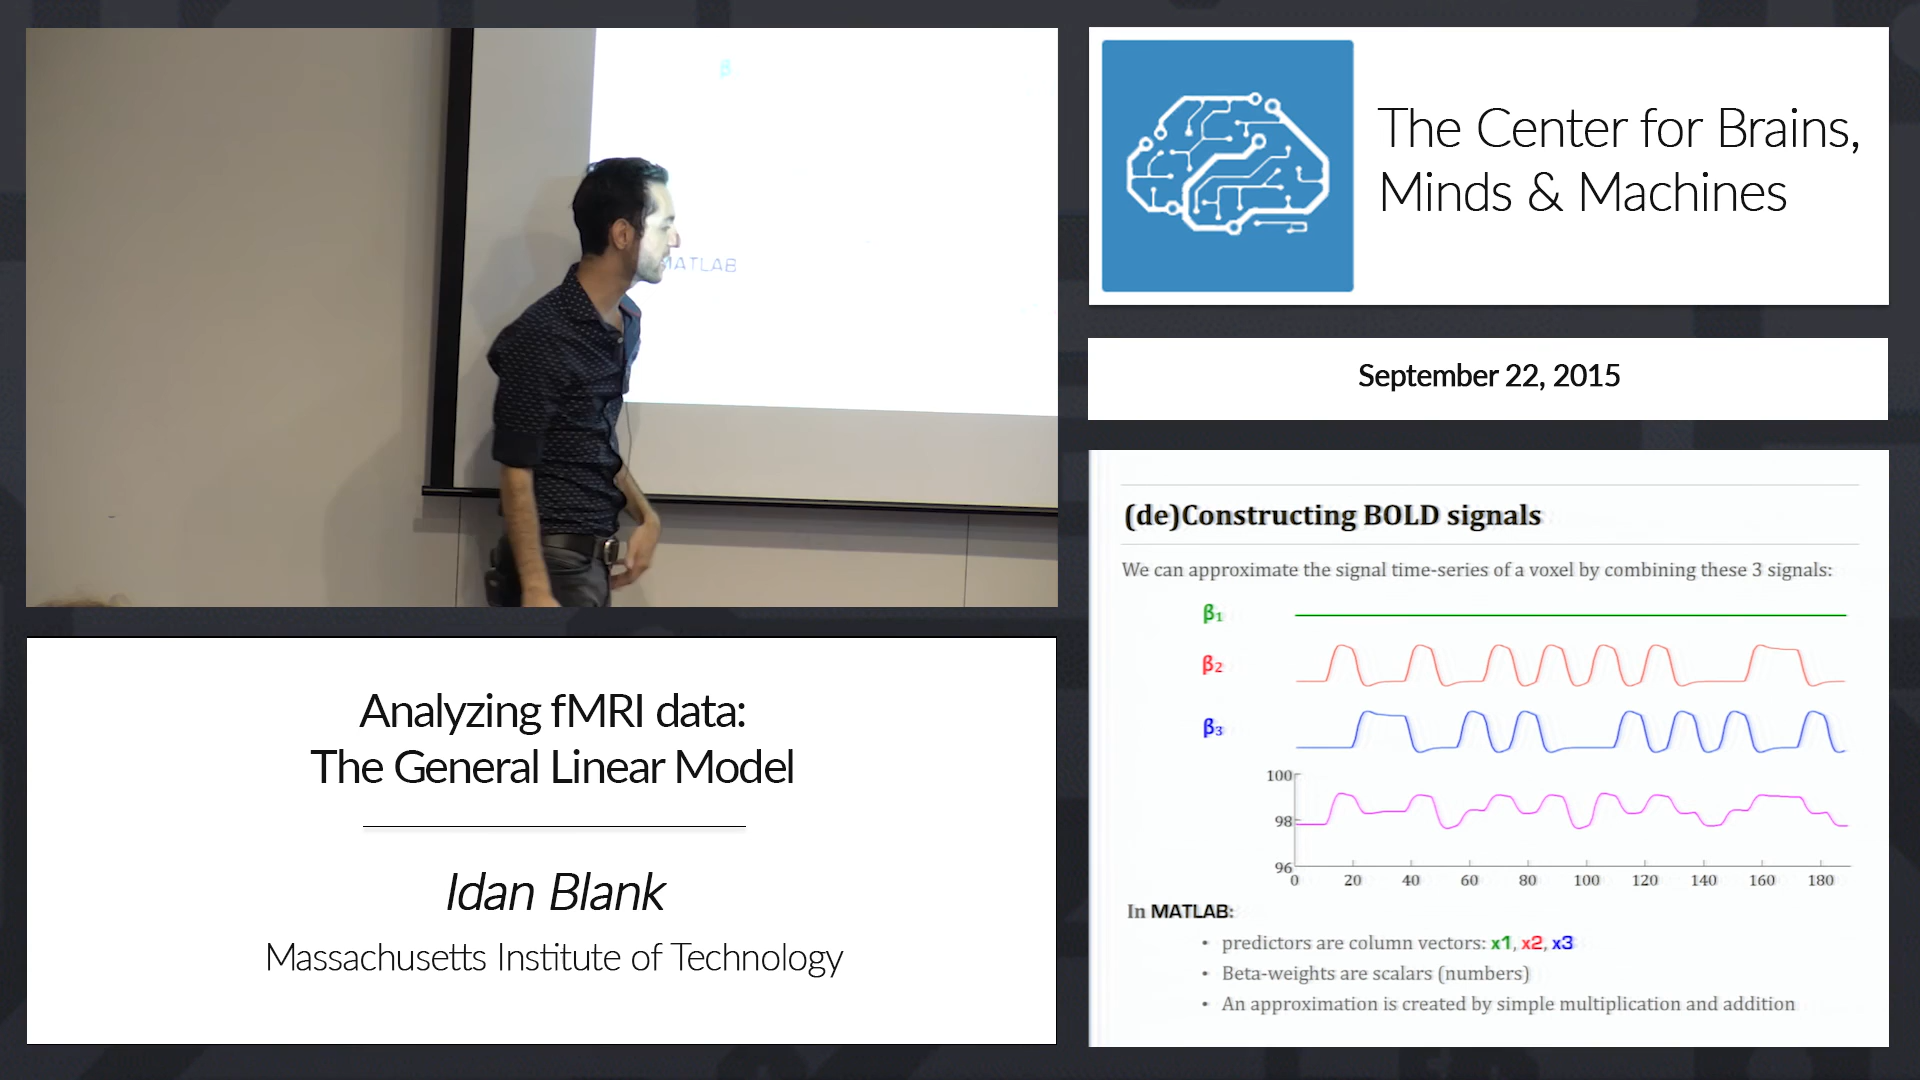 β
MATLAB
The Center for Brains,
Minds & Machines
September 22, 2015
Analyzing fMRI data:
The General Linear Model
Idan Blank
Massachusetts Institute of Technology
(de)Constructing BOLD signals
We can approximate the signal time-series of a voxel by combining these 3 signals:
β₁
β₂
β₃
100
98
96
0 20 40 60 80 100 120 140 160 180
In MATLAB:
• predictors are column vectors: x1, x2, x3
• Beta-weights are scalars (numbers)
• An approximation is created by simple multiplication and addition